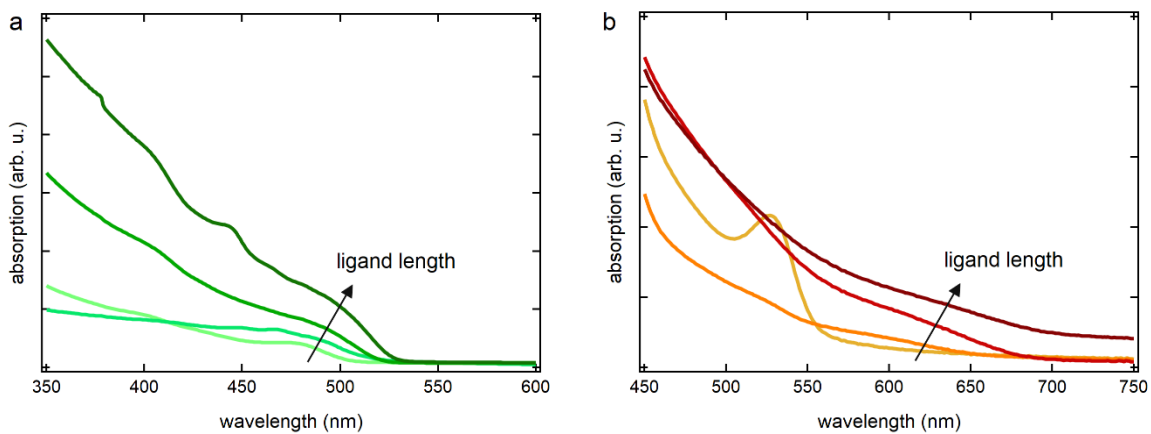 a
absorption (arb. u.)
ligand length
350
400
450
500
550
600
wavelength (nm)
b
absorption (arb. u.)
ligand length
450
500
550
600
650
700
750
wavelength (nm)